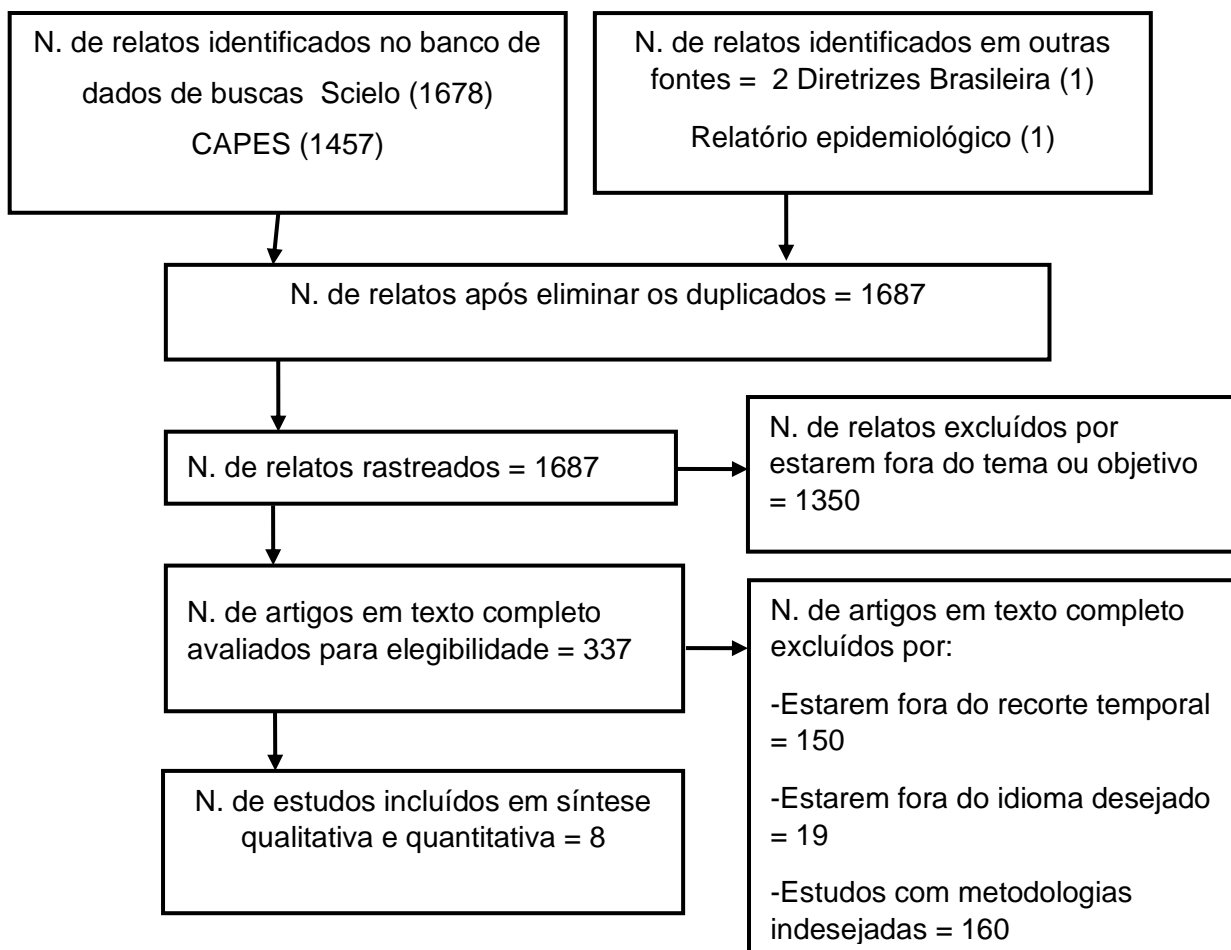 N. de relatos identificados no banco de
dados de buscas Scielo (1678)
CAPES (1457)
N. de relatos identificados em outras
fontes = 2 Diretrizes Brasileira (1)
Relatório epidemiológico (1)
N. de relatos após eliminar os duplicados = 1687
N. de relatos rastreados = 1687
N. de relatos excluídos por
estarem fora do tema ou objetivo
= 1350
N. de artigos em texto completo
avaliados para elegibilidade = 337
N. de artigos em texto completo
excluídos por:
-Estarem fora do recorte temporal
= 150
-Estarem fora do idioma desejado
= 19
-Estudos com metodologias
indesejadas = 160
N. de estudos incluídos em síntese
qualitativa e quantitativa = 8